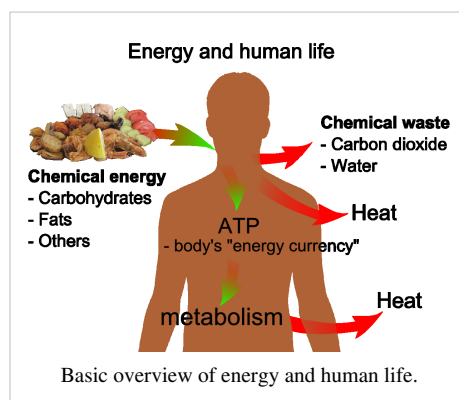 Energy and human life
Chemical energy
- Carbohydrates
- Fats
- Others
Chemical waste
- Carbon dioxide
- Water
Heat
ATP
- body's "energy currency"
metabolism
Heat
Basic overview of energy and human life.